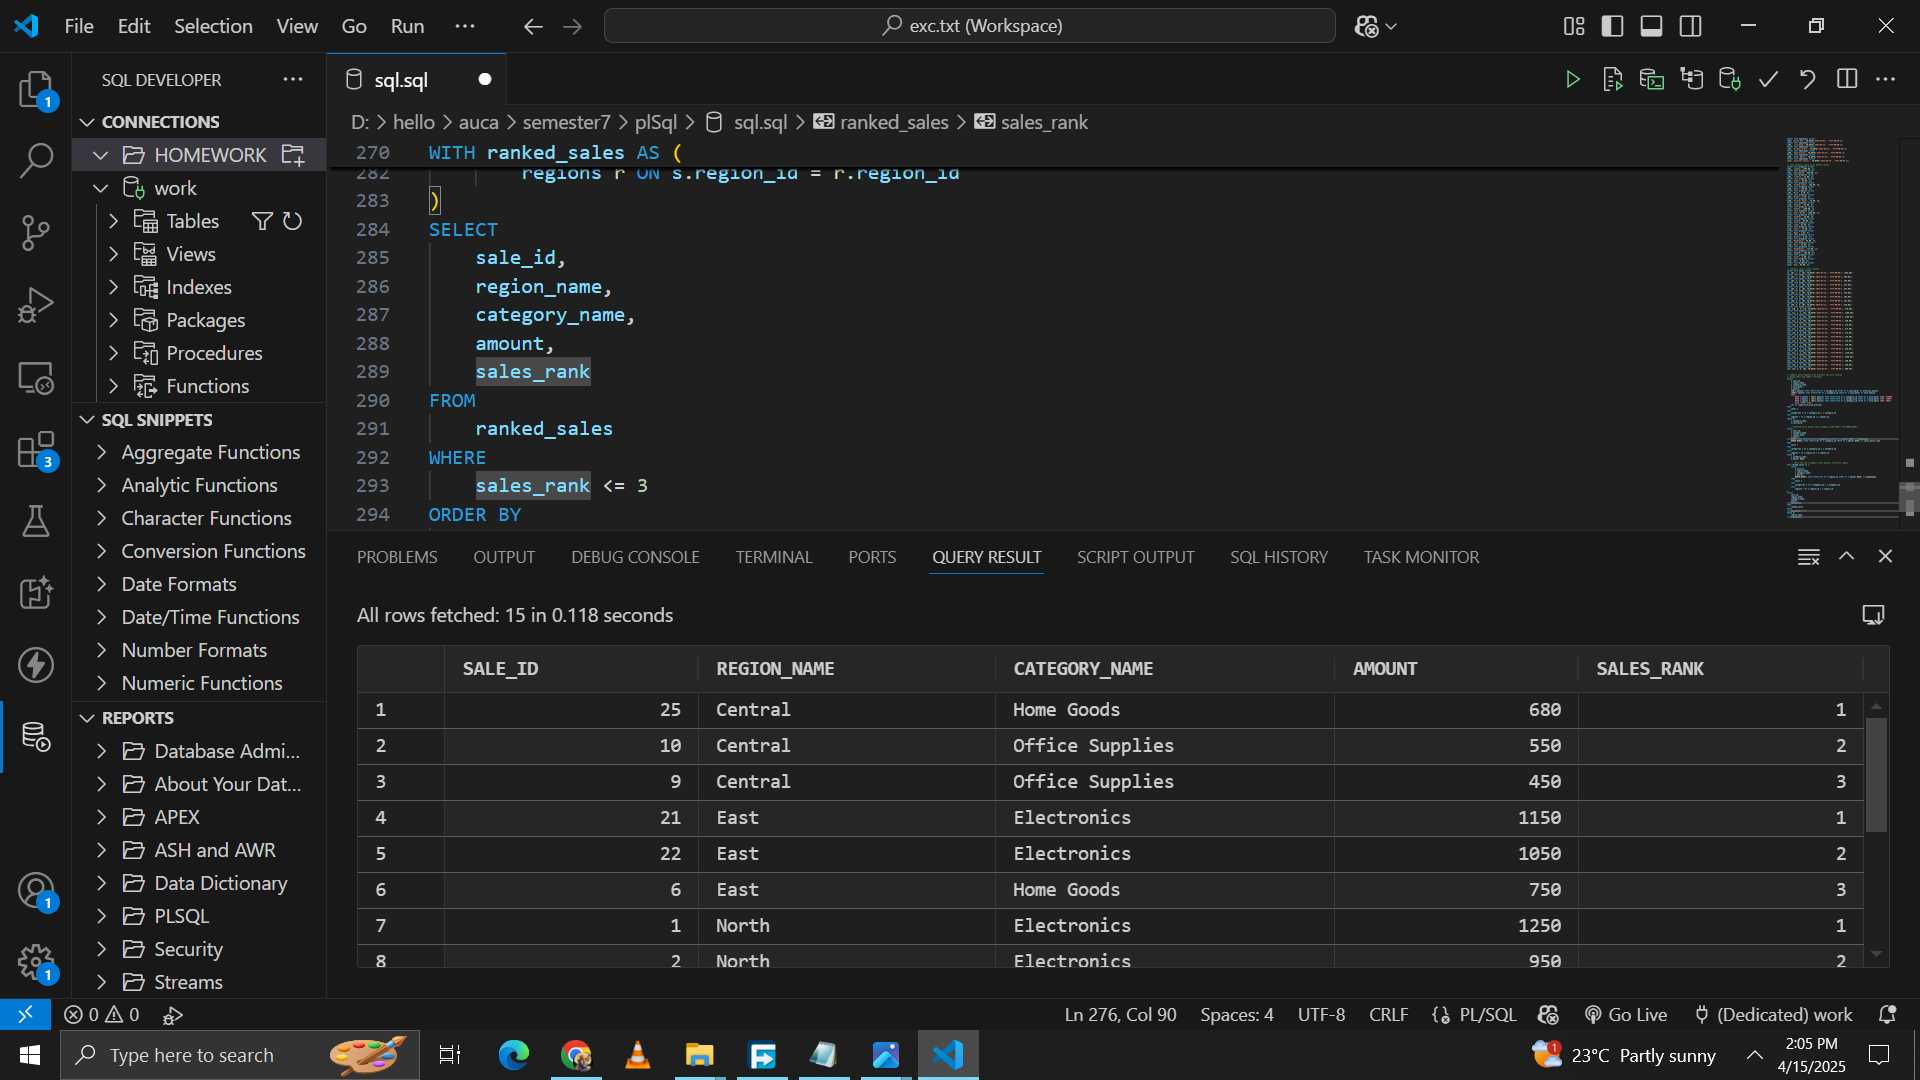 File Edit Selection View Go Run ···
exc.txt (Workspace)
SQL DEVELOPER ···
sql.sql
D: > hello > auca > semester7 > plSql > sql.sql > ranked_sales > sales_rank
CONNECTIONS
HOMEWORK
work
Tables
Views
Indexes
Packages
Procedures
Functions
SQL SNIPPETS
Aggregate Functions
Analytic Functions
Character Functions
Conversion Functions
Date Formats
Date/Time Functions
Number Formats
Numeric Functions
REPORTS
Database Admi...
About Your Dat...
APEX
ASH and AWR
Data Dictionary
PLSQL
Security
Streams
1
3
1
1
270 WITH ranked_sales AS (
282 regions r ON s.region_id = r.region_id
283 )
284 SELECT
285 sale_id,
286 region_name,
287 category_name,
288 amount,
289 sales_rank
290 FROM
291 ranked_sales
292 WHERE
293 sales_rank <= 3
294 ORDER BY
PROBLEMS OUTPUT DEBUG CONSOLE TERMINAL PORTS QUERY RESULT SCRIPT OUTPUT SQL HISTORY TASK MONITOR
All rows fetched: 15 in 0.118 seconds
SALE_ID REGION_NAME CATEGORY_NAME AMOUNT SALES_RANK
1 25 Central Home Goods 680 1
2 10 Central Office Supplies 550 2
3 9 Central Office Supplies 450 3
4 21 East Electronics 1150 1
5 22 East Electronics 1050 2
6 6 East Home Goods 750 3
7 1 North Electronics 1250 1
8 2 North Electronics 950 2
0 0 Ln 276, Col 90 Spaces: 4 UTF-8 CRLF PL/SQL Go Live (Dedicated) work
Type here to search
1 23°C Partly sunny
2:05 PM
4/15/2025